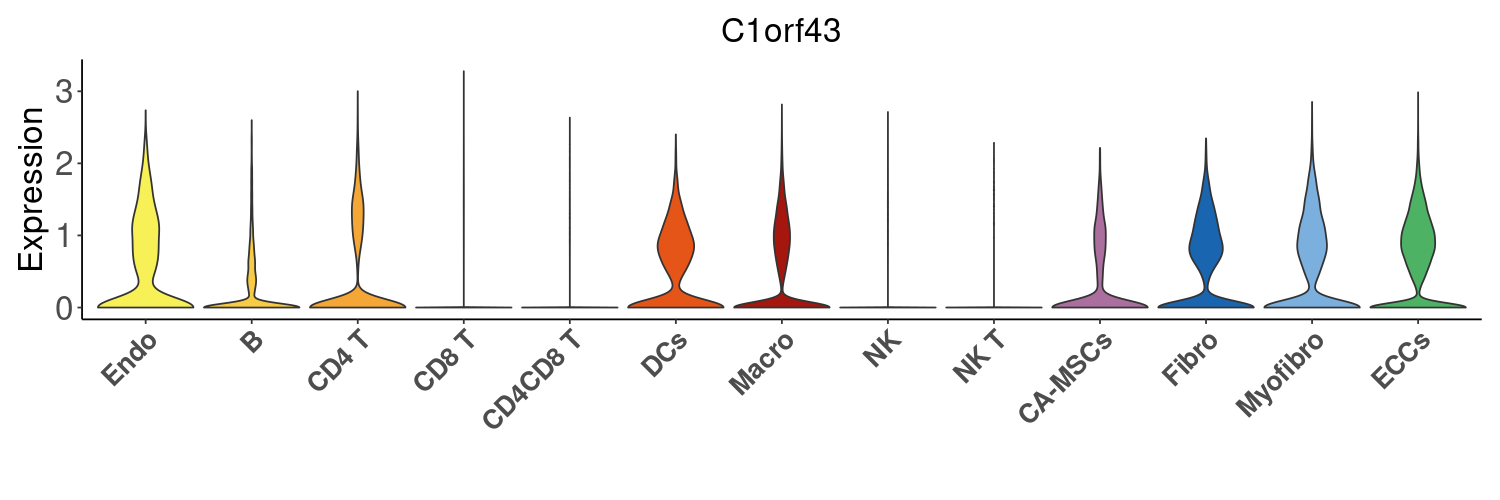 C1orf43
Expression
3
2
1
0
Endo
B
CD4 T
CD8 T
CD4CD8 T
DCs
Macro
NK
NK T
CA-MSCs
Fibro
Myofibro
ECCs